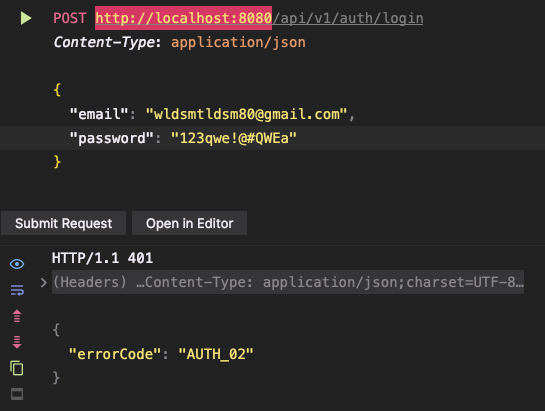 POST http://localhost:8080/api/v1/auth/login
Content-Type: application/json
{
"email": "wldsmtldsm80@gmail.com",
"password": "123qwe!@#QWEa"
}
Submit Request Open in Editor
HTTP/1.1 401
(Headers) …Content-Type: application/json;charset=UTF-8…
{
"errorCode": "AUTH_02"
}